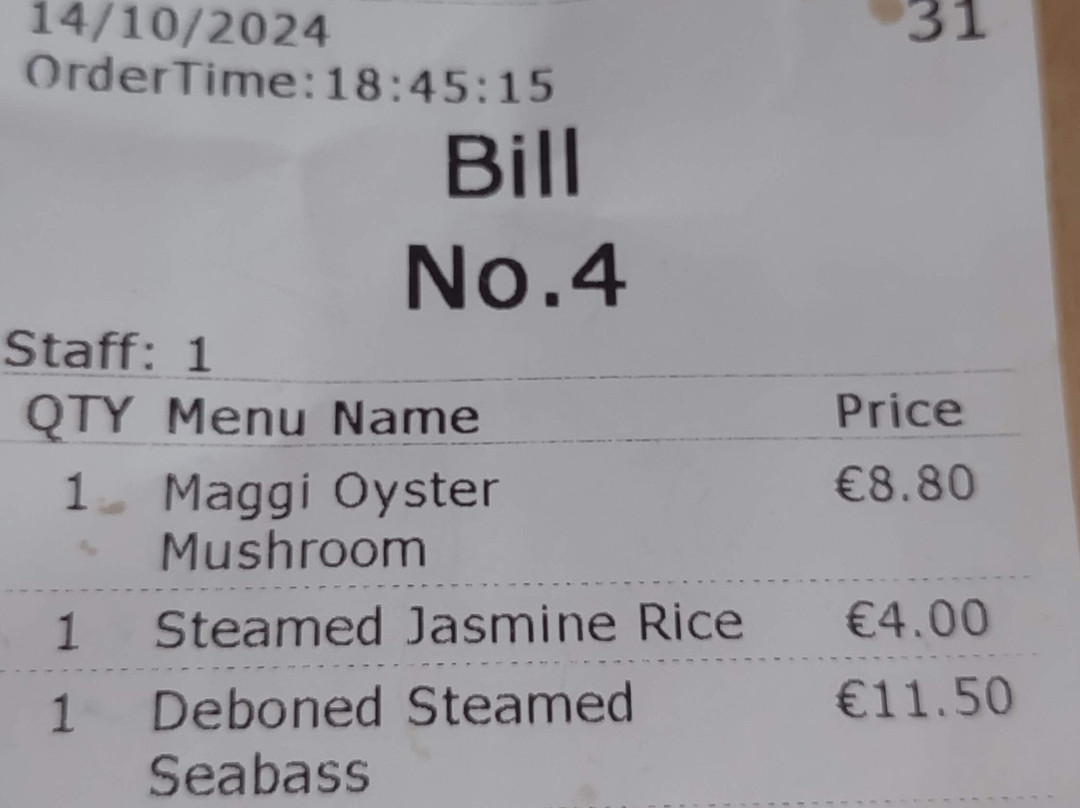 14/10/2024 31
OrderTime:18:45:15
Bill
No.4
Staff: 1
QTY Menu Name Price
1 Maggi Oyster €8.80
Mushroom
1 Steamed Jasmine Rice €4.00
1 Deboned Steamed €11.50
Seabass